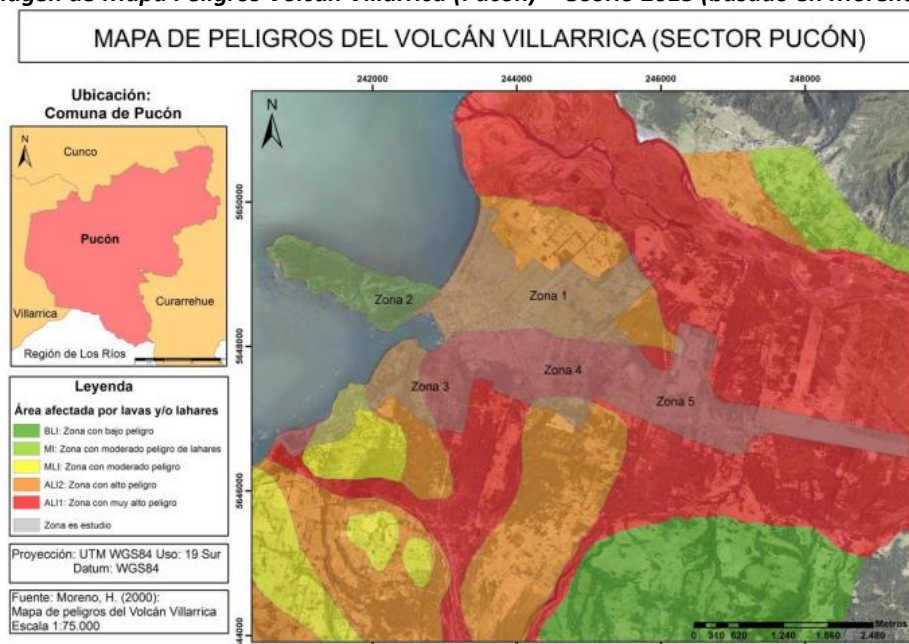 MAPA DE PELIGROS DEL VOLCÁN VILLARRICA (SECTOR PUCÓN)
Ubicación:
Comuna de Pucón
N
Cunco
Pucón
Villarrica
Curarrehue
Región de Los Ríos
Leyenda
Área afectada por lavas y/o lahares
BLI: Zona con bajo peligro
MI: Zona con moderado peligro de lahares
MLI: Zona con moderado peligro
ALI2: Zona con alto peligro
ALI1: Zona con muy alto peligro
Zona es estudio
Proyección: UTM WGS84 Uso: 19 Sur
Datum: WGS84
Fuente: Moreno, H. (2000):
Mapa de peligros del Volcán Villarrica
Escala 1:75.000
242000 244000 246000 248000
N
5650000
5648000
5646000
Zona 1
Zona 2
Zona 3
Zona 4
Zona 5
Metros
0 310 620 1.240 1.860 2.480